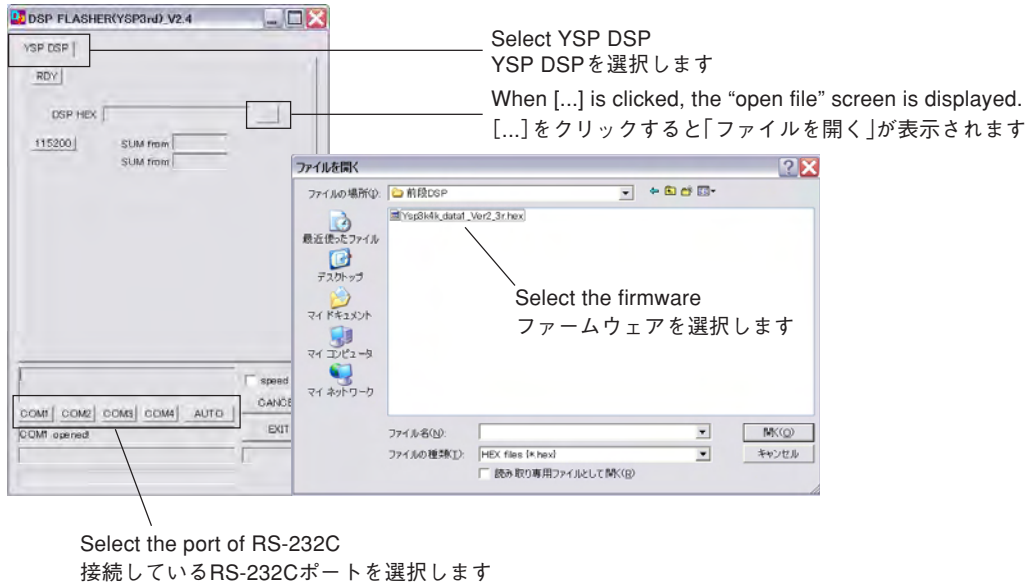 DSP FLASHER(YSP3rd)_V2.4
YSP DSP
RDY
DSP HEX
115200
SUM from
SUM from
Select YSP DSP
YSP DSPを選択します
When [...] is clicked, the “open file” screen is displayed.
［...］をクリックすると「ファイルを開く」が表示されます
ファイルを開く
ファイルの場所(I):
前段DSP
Ysp3k4k_data1_Ver2_3r.hex
最近使ったファイル
デスクトップ
マイ ドキュメント
マイ コンピュータ
マイ ネットワーク
Select the firmware
ファームウェアを選択します
speed
COM1 COM2 COM3 COM4 AUTO
CANCE
COM1 opened
EXIT
ファイル名(N):
開く(O)
ファイルの種類(T):
HEX files (*.hex)
キャンセル
読み取り専用ファイルとして開く(R)
Select the port of RS-232C
接続しているRS-232Cポートを選択します